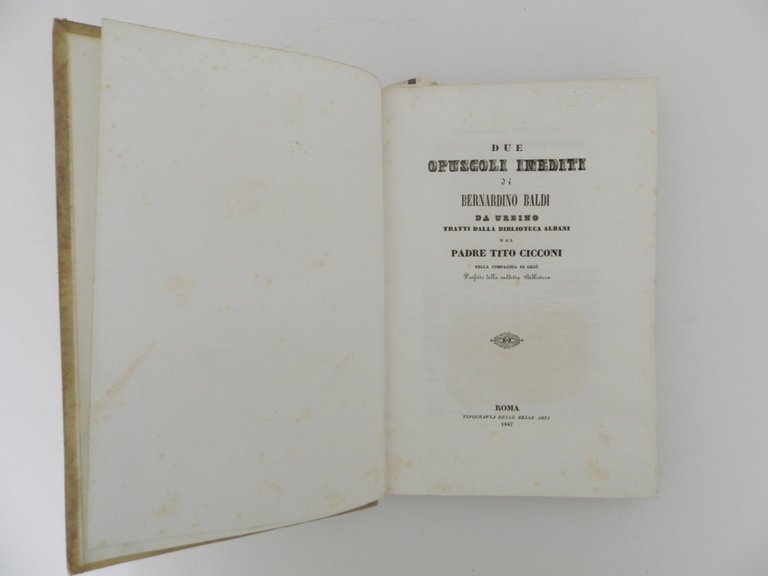 DUE
OPUSCOLI INEDITI
di
BERNARDINO BALDI
DA URBINO
TRATTI DALLA BIBLIOTECA ALBANI
DAL
PADRE TITO CICCONI
DELLA COMPAGNIA DI GESÙ
Prefetto della suddetta Biblioteca
ROMA
TIPOGRAFIA DELLE BELLE ARTI
1847